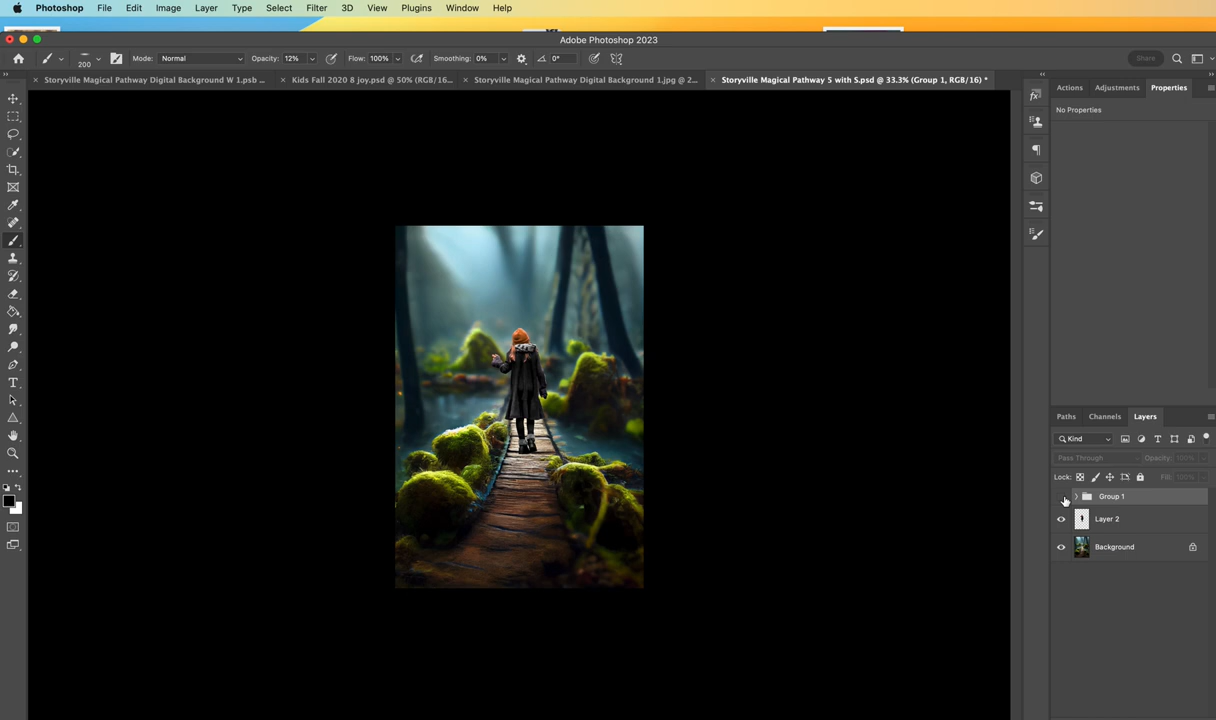 Photoshop File Edit Image Layer Type Select Filter 3D View Plugins Window Help
Adobe Photoshop 2023
200 Mode: Normal Opacity: 12% Flow: 100% Smoothing: 0% 0° Share
Storyville Magical Pathway Digital Background W 1.psb ... Kids Fall 2020 8 joy.psd @ 50% (RGB/16... Storyville Magical Pathway Digital Background 1.jpg @ 2... Storyville Magical Pathway 5 with S.psd @ 33.3% (Group 1, RGB/16) *
Actions Adjustments Properties
No Properties
Paths Channels Layers
Kind
Pass Through Opacity: 100%
Lock: Fill: 100%
Group 1
Layer 2
Background